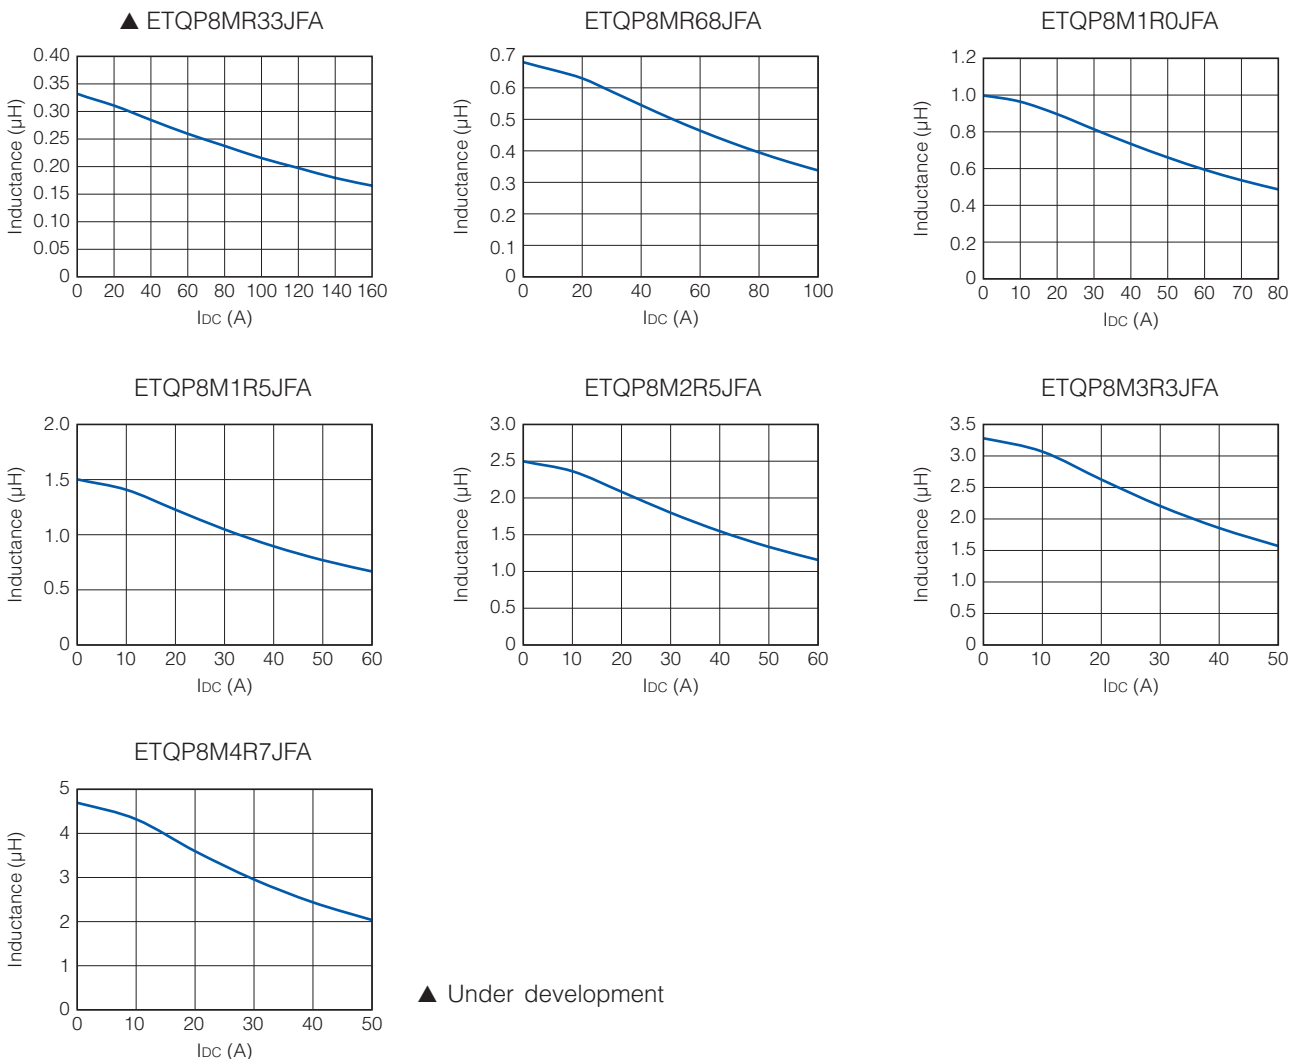 ▲ ETQP8MR33JFA
Inductance (µH)
0.40
0.35
0.30
0.25
0.20
0.15
0.10
0.05
0
0 20 40 60 80 100 120 140 160
IDC (A)
ETQP8MR68JFA
Inductance (µH)
0.7
0.6
0.5
0.4
0.3
0.2
0.1
0
0 20 40 60 80 100
IDC (A)
ETQP8M1R0JFA
Inductance (µH)
1.2
1.0
0.8
0.6
0.4
0.2
0
0 10 20 30 40 50 60 70 80
IDC (A)
ETQP8M1R5JFA
Inductance (µH)
2.0
1.5
1.0
0.5
0
0 10 20 30 40 50 60
IDC (A)
ETQP8M2R5JFA
Inductance (µH)
3.0
2.5
2.0
1.5
1.0
0.5
0
0 10 20 30 40 50 60
IDC (A)
ETQP8M3R3JFA
Inductance (µH)
3.5
3.0
2.5
2.0
1.5
1.0
0.5
0
0 10 20 30 40 50
IDC (A)
ETQP8M4R7JFA
Inductance (µH)
5
4
3
2
1
0
0 10 20 30 40 50
IDC (A)
▲ Under development